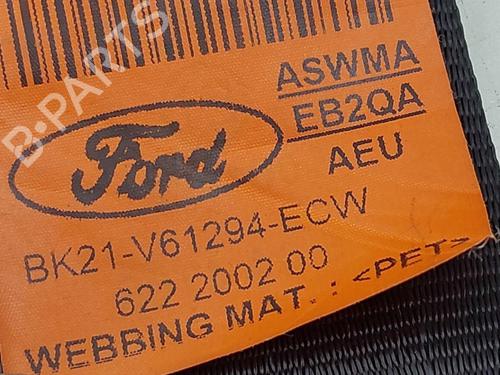 B-PARTS
ASWMA
EB2QA
AEU
Ford
BK21-V61294-ECW
622 2002 00
WEBBING MAT. : <PET>